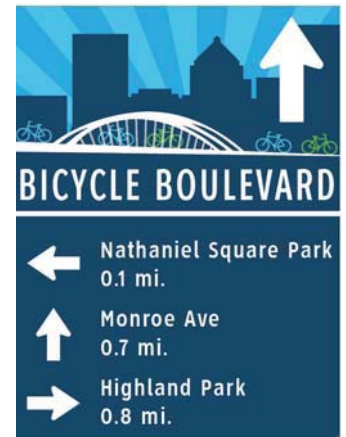 BICYCLE BOULEVARD
Nathaniel Square Park
0.1 mi.
Monroe Ave
0.7 mi.
Highland Park
0.8 mi.